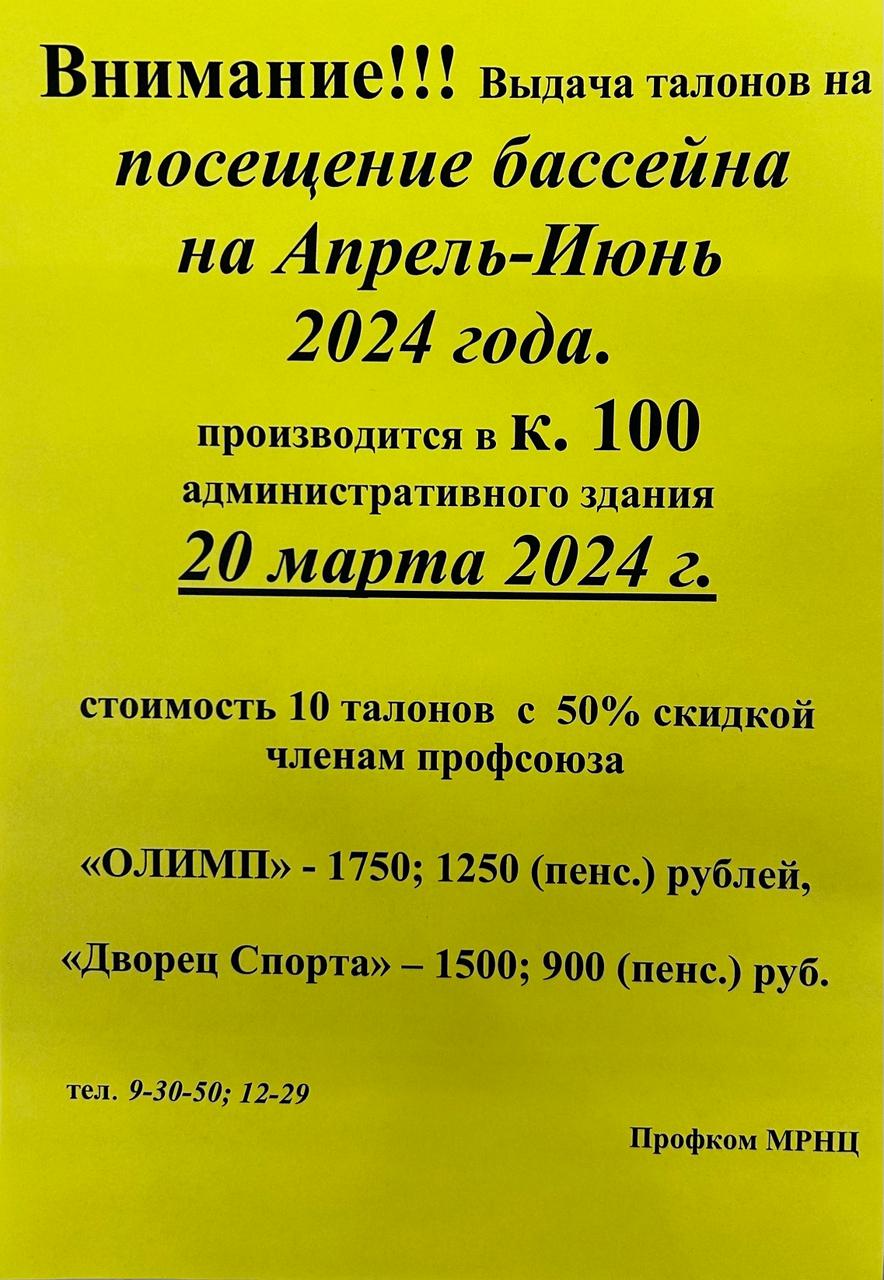 Внимание!!! Выдача талонов на
посещение бассейна
на Апрель-Июнь
2024 года.
производится в к. 100
административного здания
20 марта 2024 г.
стоимость 10 талонов с 50% скидкой
членам профсоюза
«ОЛИМП» - 1750; 1250 (пенс.) рублей,
«Дворец Спорта» – 1500; 900 (пенс.) руб.
тел. 9-30-50; 12-29
Профком МРНЦ